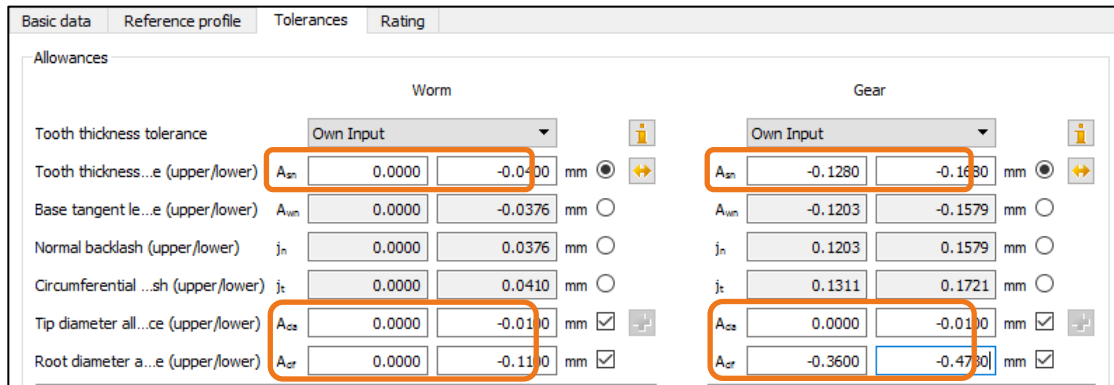 Basic data Reference profile Tolerances Rating
Allowances
Worm Gear
Tooth thickness tolerance Own Input i Own Input i
Tooth thickness...e (upper/lower) Asn 0.0000 -0.0400 mm Asn -0.1280 -0.1680 mm
Base tangent le...e (upper/lower) Awn 0.0000 -0.0376 mm Awn -0.1203 -0.1579 mm
Normal backlash (upper/lower) jn 0.0000 0.0376 mm jn 0.1203 0.1579 mm
Circumferential ...sh (upper/lower) jt 0.0000 0.0410 mm jt 0.1311 0.1721 mm
Tip diameter all...ce (upper/lower) Ada 0.0000 -0.0100 mm Ada 0.0000 -0.0100 mm
Root diameter a...e (upper/lower) Adf 0.0000 -0.1100 mm Adf -0.3600 mm